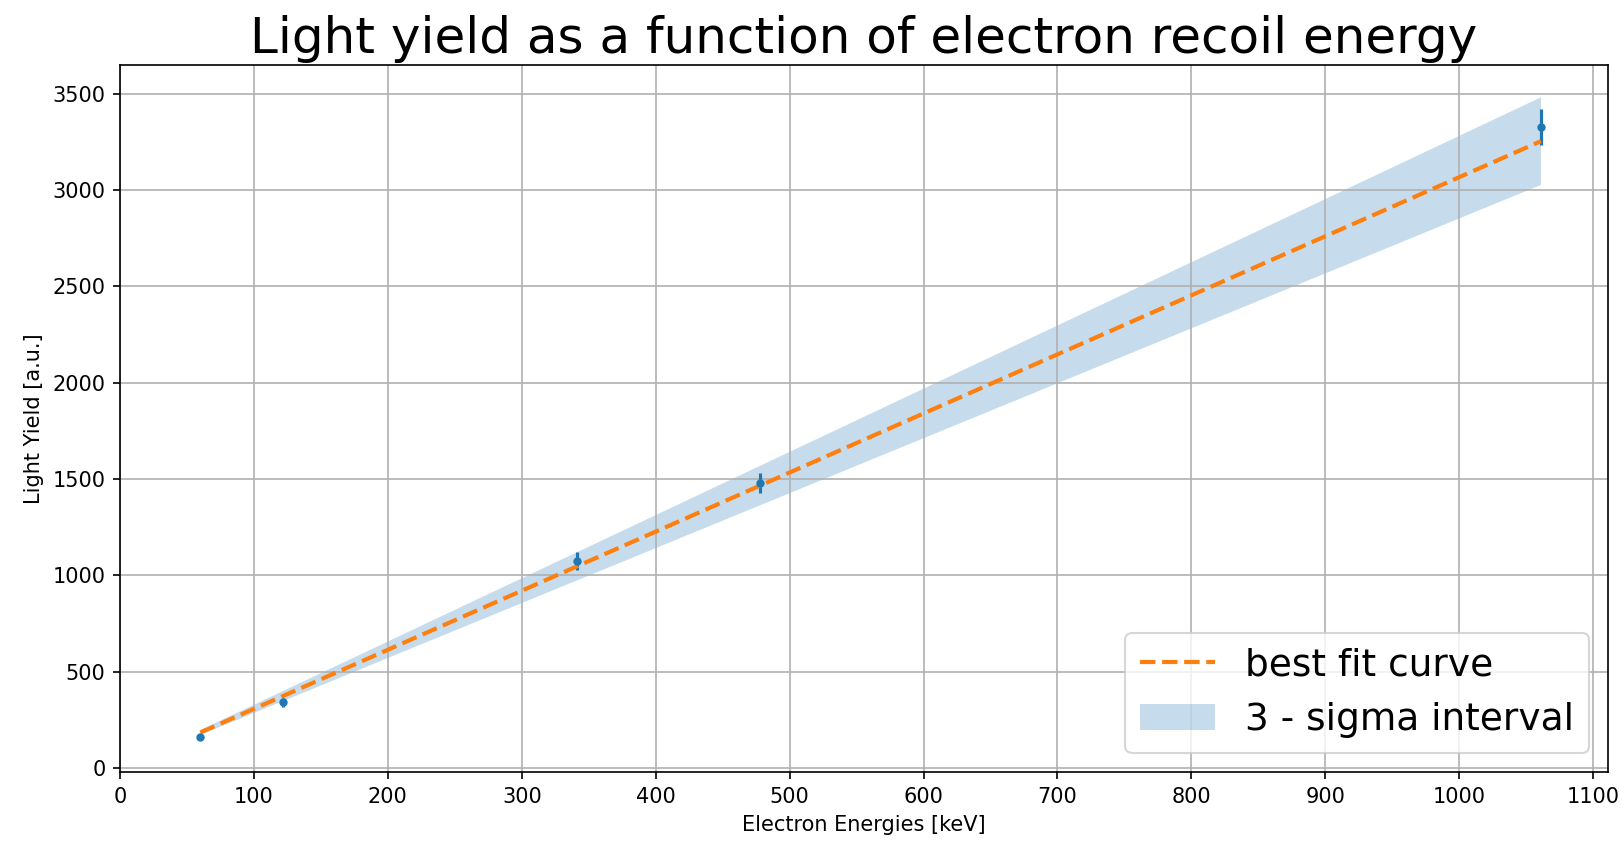 Light yield as a function of electron recoil energy
3500
3000
2500
2000
1500
1000
500
0
Light Yield [a.u.]
best fit curve
3 - sigma interval
0 100 200 300 400 500 600 700 800 900 1000 1100
Electron Energies [keV]